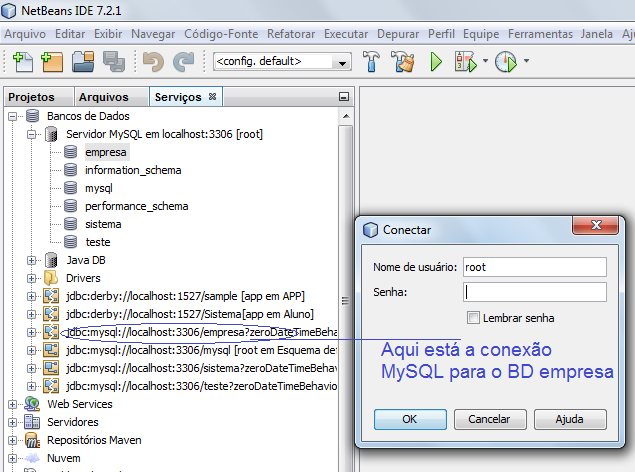 NetBeans IDE 7.2.1
Arquivo Editar Exibir Navegar Código-Fonte Refatorar Executar Depurar Perfil Equipe Ferramentas Janela Aj
<config. default>
Projetos Arquivos Serviços
Bancos de Dados
Servidor MySQL em localhost:3306 [root]
empresa
information_schema
mysql
performance_schema
sistema
teste
Java DB
Drivers
jdbc:derby://localhost:1527/sample [app em APP]
jdbc:derby://localhost:1527/Sistema[app em Aluno]
jdbc:mysql://localhost:3306/empresa?zeroDateTimeBeha
jdbc:mysql://localhost:3306/mysql [root em Esquema de
jdbc:mysql://localhost:3306/sistema?zeroDateTimeBeha
jdbc:mysql://localhost:3306/teste?zeroDateTimeBehavio
Web Services
Servidores
Repositórios Maven
Nuvem
Conectar
Nome de usuário: root
Senha:
Lembrar senha
Aqui está a conexão
MySQL para o BD empresa
OK Cancelar Ajuda